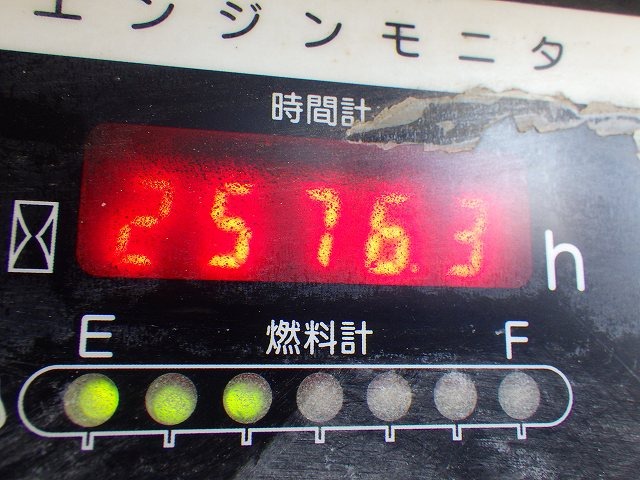 エンジンモニタ
時間計
2576.3 h
E 燃料計 F